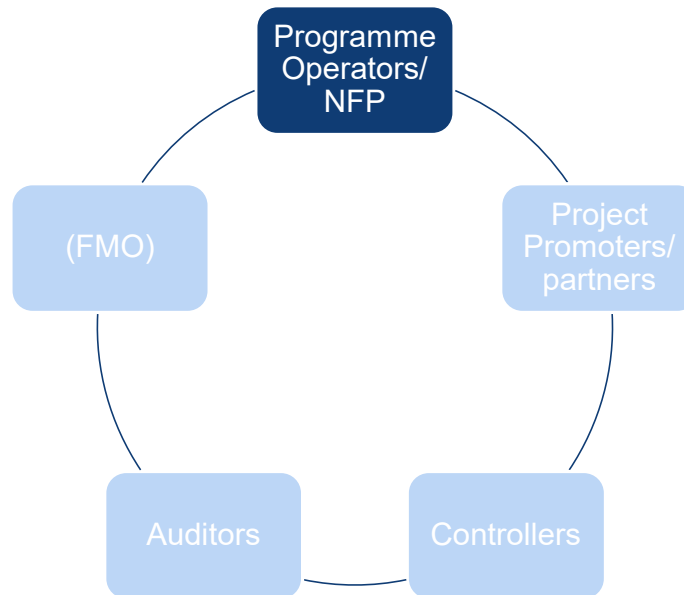 Programme
Operators/
NFP
(FMO)
Project
Promoters/
partners
Auditors
Controllers